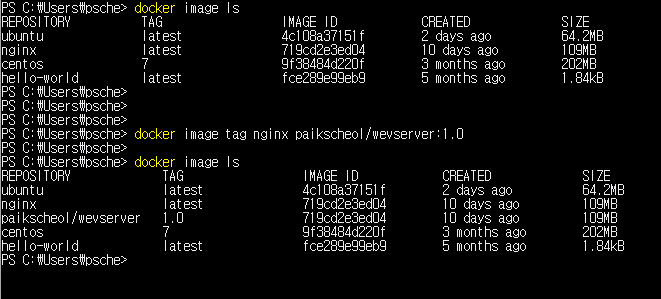 PS C:₩Users₩psche> docker image ls
REPOSITORY TAG IMAGE ID CREATED SIZE
ubuntu latest 4c108a37151f 2 days ago 64.2MB
nginx latest 719cd2e3ed04 10 days ago 109MB
centos 7 9f38484d220f 3 months ago 202MB
hello-world latest fce289e99eb9 5 months ago 1.84kB
PS C:₩Users₩psche>
PS C:₩Users₩psche>
PS C:₩Users₩psche>
PS C:₩Users₩psche> docker image tag nginx paikscheol/wevserver:1.0
PS C:₩Users₩psche>
PS C:₩Users₩psche> docker image ls
REPOSITORY TAG IMAGE ID CREATED SIZE
ubuntu latest 4c108a37151f 2 days ago 64.2MB
nginx latest 719cd2e3ed04 10 days ago 109MB
paikscheol/wevserver 1.0 719cd2e3ed04 10 days ago 109MB
centos 7 9f38484d220f 3 months ago 202MB
hello-world latest fce289e99eb9 5 months ago 1.84kB
PS C:₩Users₩psche>